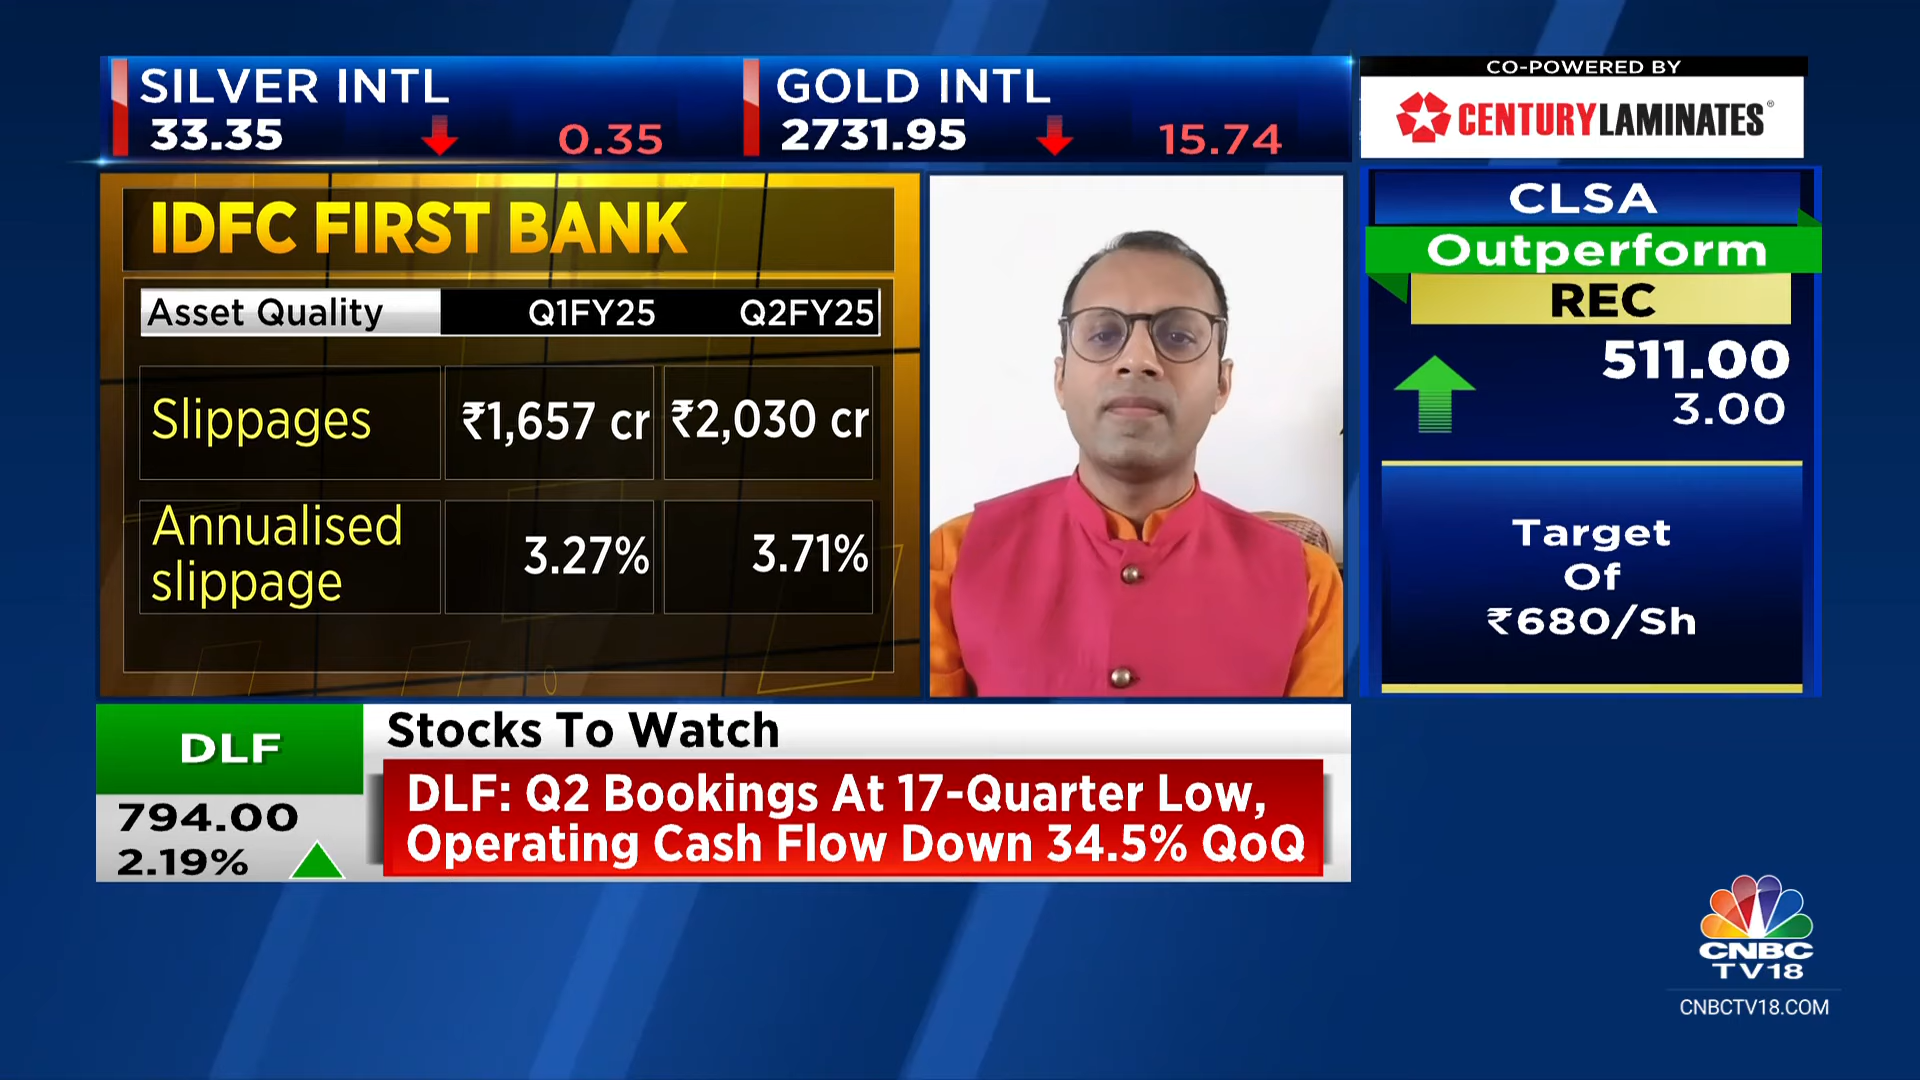 SILVER INTL
33.35 0.35
GOLD INTL
2731.95 15.74
CO-POWERED BY
CENTURYLAMINATES®
IDFC FIRST BANK
Asset Quality Q1FY25 Q2FY25
Slippages ₹1,657 cr ₹2,030 cr
Annualised
slippage 3.27% 3.71%
CLSA
Outperform
REC
511.00
3.00
Target
Of
₹680/Sh
DLF
794.00
2.19%
Stocks To Watch
DLF: Q2 Bookings At 17-Quarter Low,
Operating Cash Flow Down 34.5% QoQ
CNBC
TV18
CNBCTV18.COM